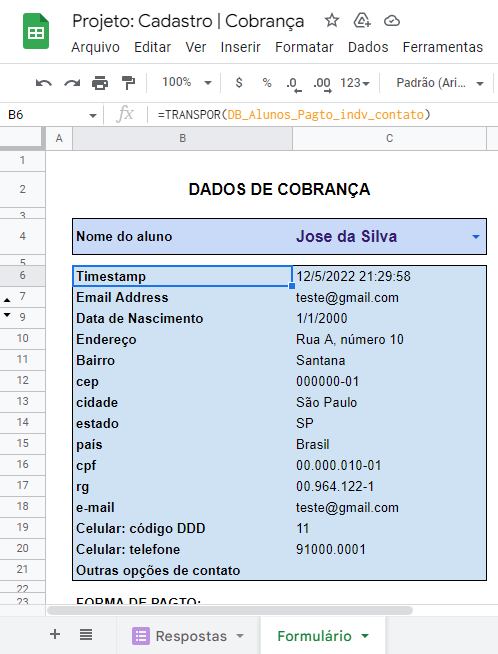 Projeto: Cadastro | Cobrança
Arquivo Editar Ver Inserir Formatar Dados Ferramentas
100% $ % .0 .00 123 Padrão (Ari...
B6 fx =TRANSPOR(DB_Alunos_Pagto_indv_contato)
A B C
1
2 DADOS DE COBRANÇA
3
4 Nome do aluno Jose da Silva
5
6 Timestamp 12/5/2022 21:29:58
7 Email Address teste@gmail.com
9 Data de Nascimento 1/1/2000
10 Endereço Rua A, número 10
11 Bairro Santana
12 cep 000000-01
13 cidade São Paulo
14 estado SP
15 país Brasil
16 cpf 00.000.010-01
17 rg 00.964.122-1
18 e-mail teste@gmail.com
19 Celular: código DDD 11
20 Celular: telefone 91000.0001
21 Outras opções de contato
22
23 FORMA DE PAGTO:
Respostas Formulário